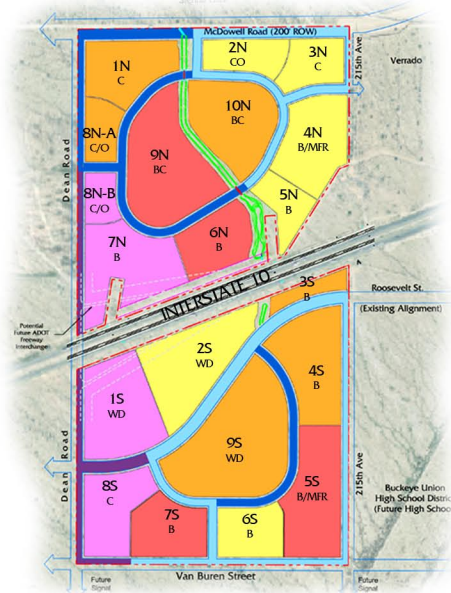 McDowell Road (200' ROW)
1N
C
2N
CO
3N
C
215th Ave
Verrado
10N
BC
8N-A
C/O
4N
B/MFR
9N
BC
Dean Road
8N-B
C/O
5N
B
7N
B
6N
B
INTERSTATE 10
3S
B
Roosevelt St.
(Existing Alignment)
Potential
Future ADOT
Freeway
Interchange
2S
WD
4S
B
1S
WD
9S
WD
Dean Road
215th Ave
8S
C
5S
B/MFR
Buckeye Union
High School Distric
(Future High Schoo
7S
B
6S
B
Future
Signal
Van Buren Street
Future
Signal